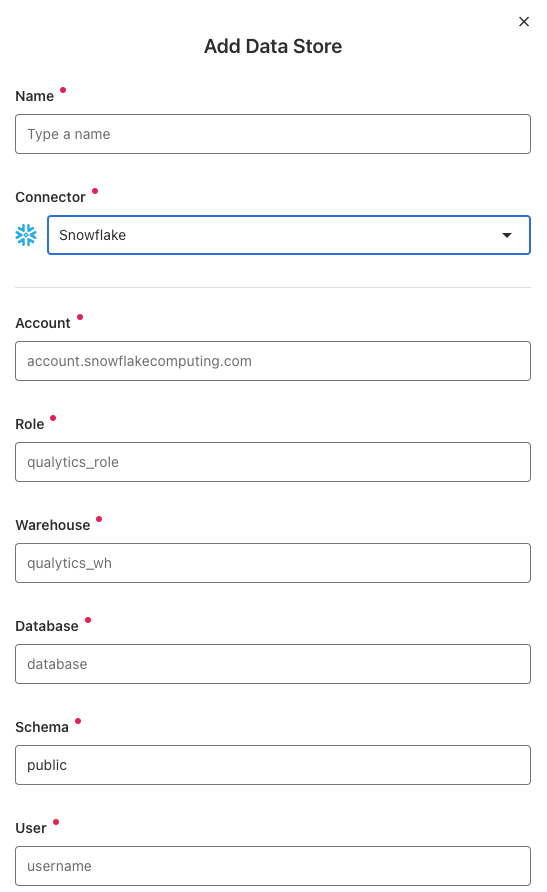 Add Data Store
Name
Type a name
Connector
Snowflake
Account
account.snowflakecomputing.com
Role
qualytics_role
Warehouse
qualytics_wh
Database
database
Schema
public
User
username